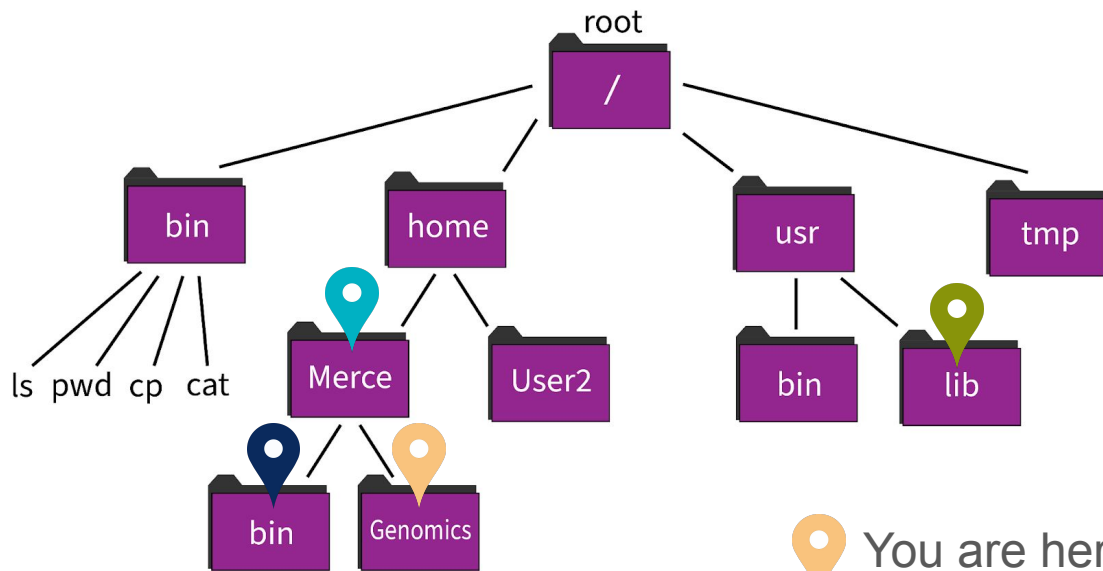 root
/
bin
home
usr
tmp
ls pwd cp cat
Merce
User2
bin
lib
bin
Genomics
You are her